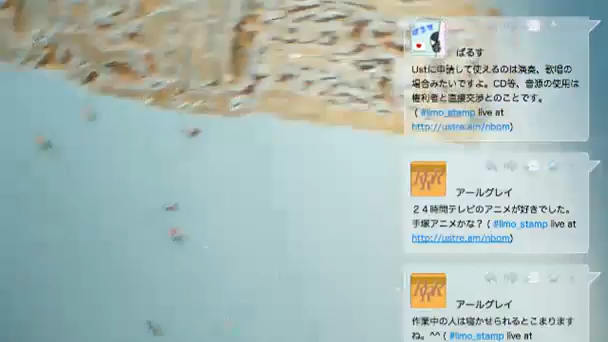 ぱるす
Ustに申請して使えるのは演奏、歌唱の
場合みたいですよ。CD等、音源の使用は
権利者と直接交渉とのことです。
( #limo_stamp live at
http://ustre.am/nbom)
アールグレイ
２４時間テレビのアニメが好きでした。
手塚アニメかな？ ( #limo_stamp live at
http://ustre.am/nbom)
アールグレイ
作業中の人は寝かせられるとこまります
ね。^^ ( #limo_stamp live at